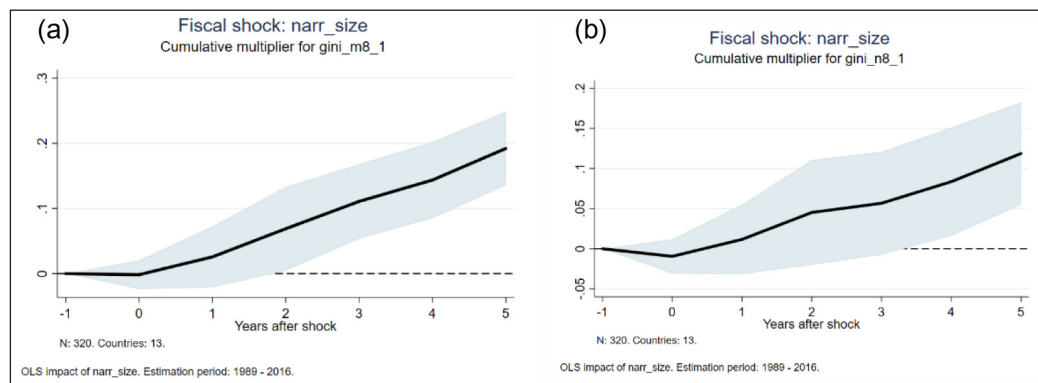 (a)
Fiscal shock: narr_size
Cumulative multiplier for gini_m8_1
.3
.2
.1
0
-1 0 1 2 3 4 5
Years after shock
N: 320. Countries: 13.
OLS impact of narr_size. Estimation period: 1989 - 2016.
(b)
Fiscal shock: narr_size
Cumulative multiplier for gini_n8_1
.2
.15
.1
.05
0
-.05
-1 0 1 2 3 4 5
Years after shock
N: 320. Countries: 13.
OLS impact of narr_size. Estimation period: 1989 - 2016.